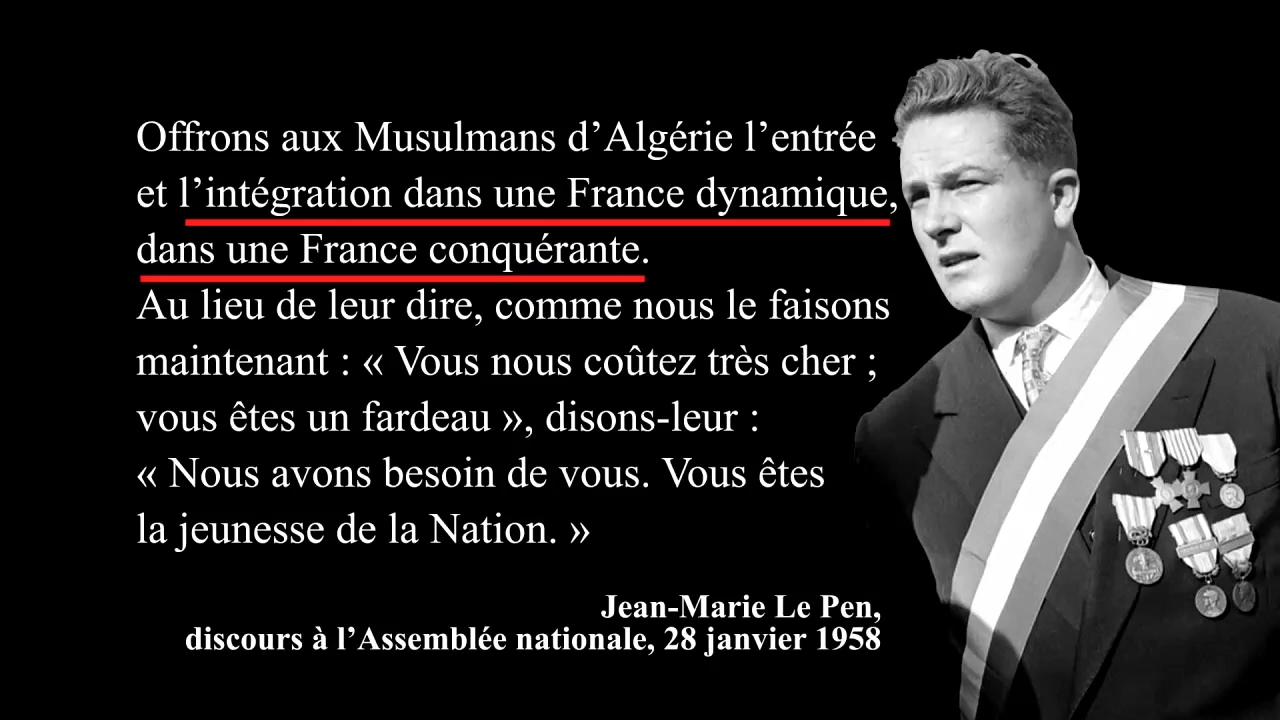 Offrons aux Musulmans d’Algérie l’entrée
et l’intégration dans une France dynamique,
dans une France conquérante.
Au lieu de leur dire, comme nous le faisons
maintenant : « Vous nous coûtez très cher ;
vous êtes un fardeau », disons-leur :
« Nous avons besoin de vous. Vous êtes
la jeunesse de la Nation. »
Jean-Marie Le Pen,
discours à l’Assemblée nationale, 28 janvier 1958